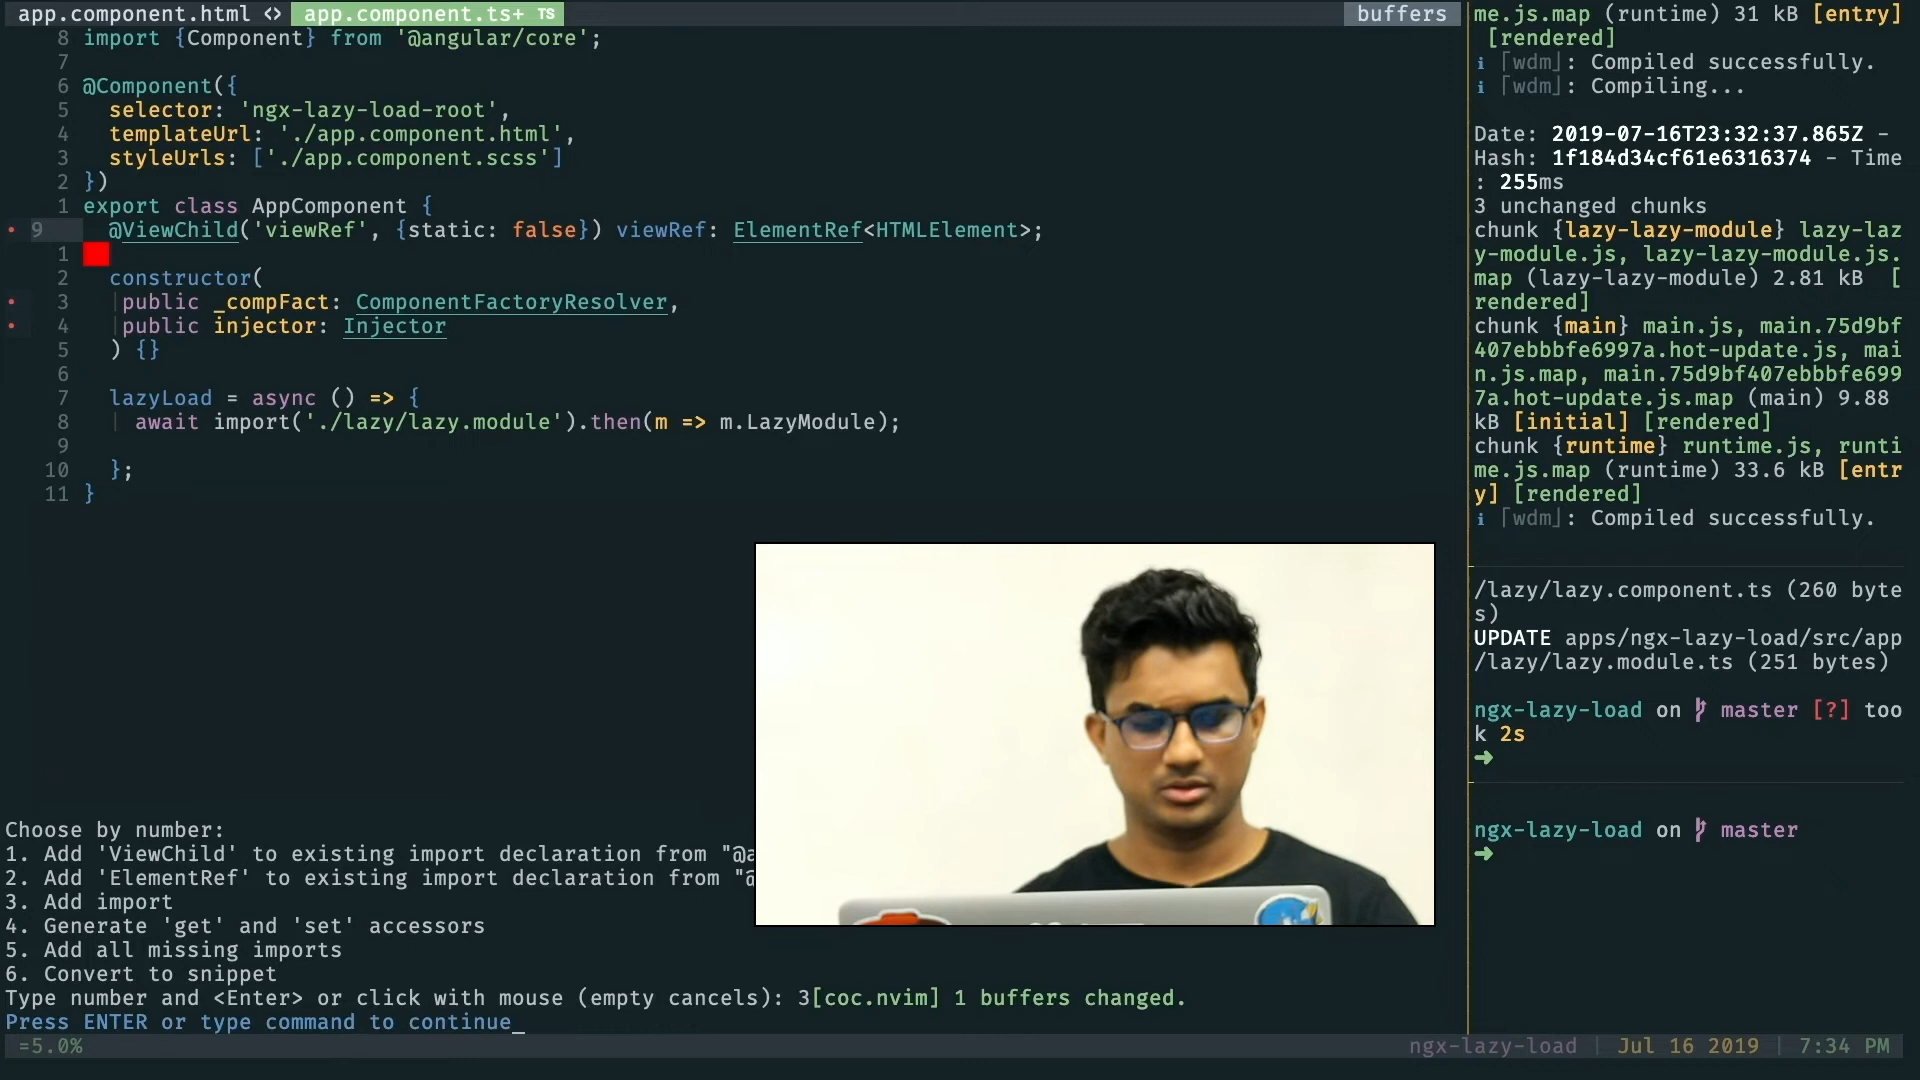 app.component.html <> app.component.ts+ TS buffers
8 import {Component} from '@angular/core';
7
6 @Component({
5 selector: 'ngx-lazy-load-root',
4 templateUrl: './app.component.html',
3 styleUrls: ['./app.component.scss']
2 })
1 export class AppComponent {
9 @ViewChild('viewRef', {static: false}) viewRef: ElementRef<HTMLElement>;
1
2 constructor(
3 public _compFact: ComponentFactoryResolver,
4 public injector: Injector
5 ) {}
6
7 lazyLoad = async () => {
8 await import('./lazy/lazy.module').then(m => m.LazyModule);
9
10 };
11 }
Choose by number:
1. Add 'ViewChild' to existing import declaration from "@a
2. Add 'ElementRef' to existing import declaration from "@
3. Add import
4. Generate 'get' and 'set' accessors
5. Add all missing imports
6. Convert to snippet
Type number and <Enter> or click with mouse (empty cancels): 3[coc.nvim] 1 buffers changed.
Press ENTER or type command to continue_
=5.0%
me.js.map (runtime) 31 kB [entry]
[rendered]
ℹ ｢wdm｣: Compiled successfully.
ℹ ｢wdm｣: Compiling...
Date: 2019-07-16T23:32:37.865Z -
Hash: 1f184d34cf61e6316374 - Time
: 255ms
3 unchanged chunks
chunk {lazy-lazy-module} lazy-laz
y-module.js, lazy-lazy-module.js.
map (lazy-lazy-module) 2.81 kB [
rendered]
chunk {main} main.js, main.75d9bf
407ebbbfe6997a.hot-update.js, mai
n.js.map, main.75d9bf407ebbbfe699
7a.hot-update.js.map (main) 9.88
kB [initial] [rendered]
chunk {runtime} runtime.js, runti
me.js.map (runtime) 33.6 kB [entr
y] [rendered]
ℹ ｢wdm｣: Compiled successfully.
/lazy/lazy.component.ts (260 byte
s)
UPDATE apps/ngx-lazy-load/src/app
/lazy/lazy.module.ts (251 bytes)
ngx-lazy-load on master [?] too
k 2s
➜
ngx-lazy-load on master
➜
ngx-lazy-load | Jul 16 2019 | 7:34 PM